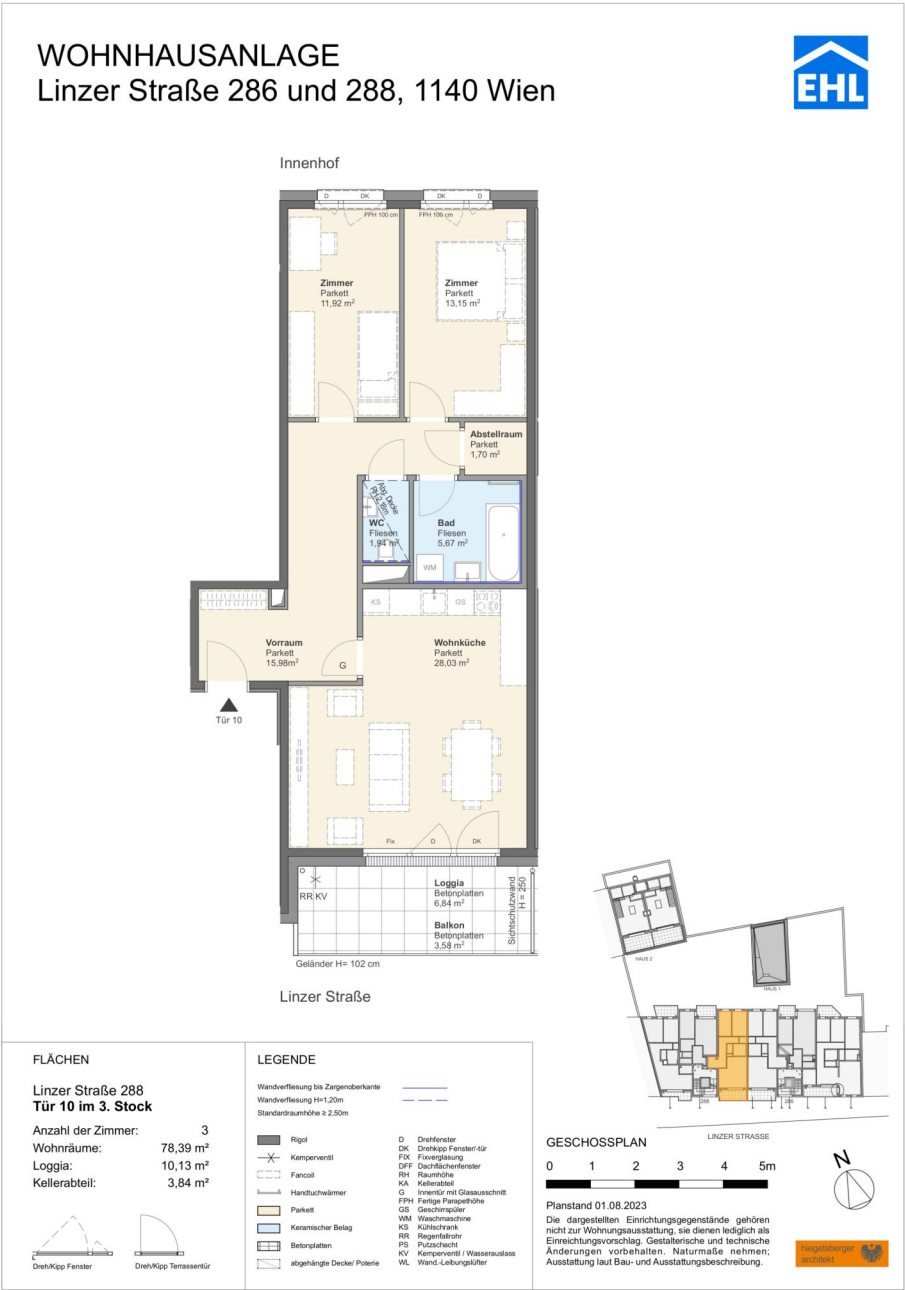 WOHNHAUSANLAGE
Linzer Straße 286 und 288, 1140 Wien
EHL
Innenhof
D DK DK D
FPH 100 cm FPH 100 cm
Zimmer
Parkett
11,92 m²
Zimmer
Parkett
13,15 m²
Abstellraum
Parkett
1,70 m²
Abg. Decke
RH 2,18m
WC
Fliesen
1,94 m²
Bad
Fliesen
5,67 m²
WM
KS GS
Vorraum
Parkett
15,98m²
G
Wohnküche
Parkett
28,03 m²
Tür 10
Fix D DK
RR KV
Loggia
Betonplatten
6,84 m²
Balkon
Betonplatten
3,58 m²
Sichtschutzwand
H = 250
Geländer H= 102 cm
Linzer Straße
HAUS 2
HAUS 1
288 286
LINZER STRASSE
FLÄCHEN
Linzer Straße 288
Tür 10 im 3. Stock
Anzahl der Zimmer: 3
Wohnräume: 78,39 m²
Loggia: 10,13 m²
Kellerabteil: 3,84 m²
Dreh/Kipp Fenster
Dreh/Kipp Terrassentür
LEGENDE
Wandverfliesung bis Zargenoberkante
Wandverfliesung H=1,20m
Standardraumhöhe ≥ 2,50m
Rigol
Kemperventil
Fancoil
Handtuchwärmer
Parkett
Keramischer Belag
Betonplatten
abgehängte Decke/ Poterie
D Drehfenster
DK Drehkipp Fenster/-tür
FIX Fixverglasung
DFF Dachflächenfenster
RH Raumhöhe
KA Kellerabteil
G Innentür mit Glasausschnitt
FPH Fertige Parapethöhe
GS Geschirrspüler
WM Waschmaschine
KS Kühlschrank
RR Regenfallrohr
PS Putzschacht
KV Kemperventil / Wasserauslass
WL Wand.-Leibungslüfter
GESCHOSSPLAN
0 1 2 3 4 5m
N
Planstand 01.08.2023
Die dargestellten Einrichtungsgegenstände gehören
nicht zur Wohnungsausstattung, sie dienen lediglich als
Einreichtungsvorschlag. Gestalterische und technische
Änderungen vorbehalten. Naturmaße nehmen;
Ausstattung laut Bau- und Ausstattungsbeschreibung.
hiegetsberger
architekt